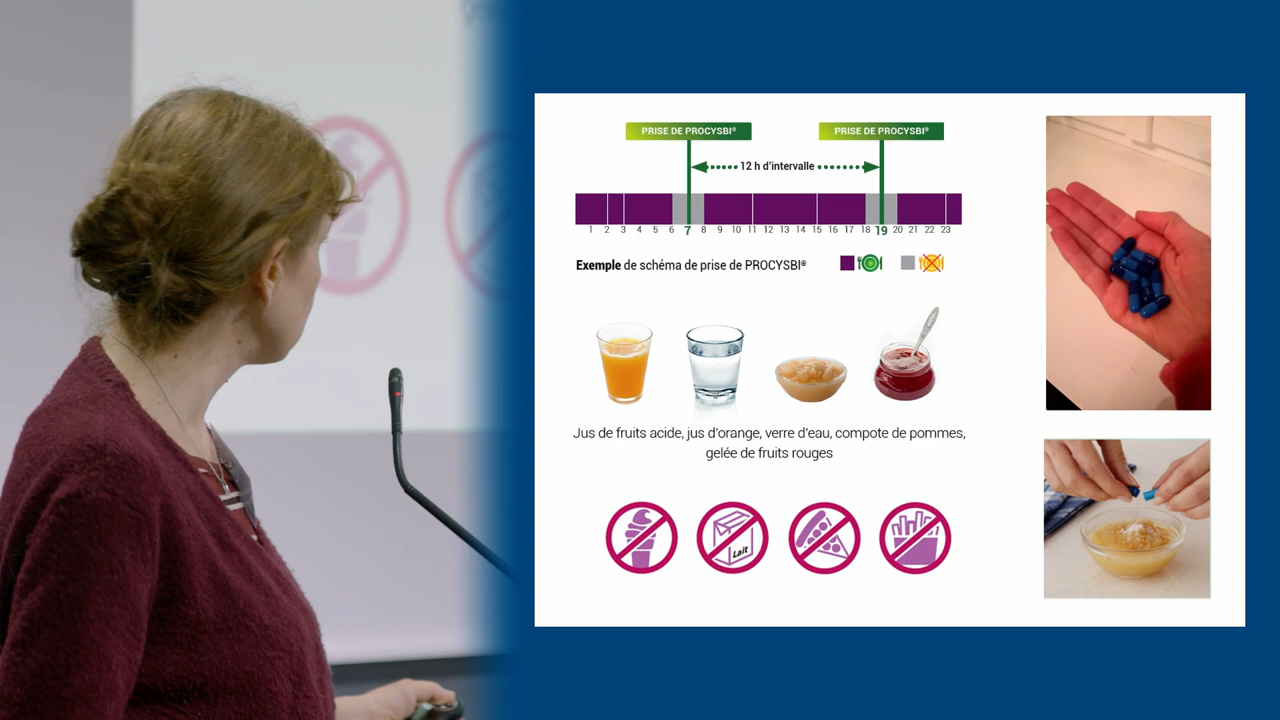 PRISE DE PROCYSBI® PRISE DE PROCYSBI®
12 h d'intervalle
1 2 3 4 5 6 7 8 9 10 11 12 13 14 15 16 17 18 19 20 21 22 23
Exemple de schéma de prise de PROCYSBI®
Jus de fruits acide, jus d'orange, verre d'eau, compote de pommes,
gelée de fruits rouges
Lait